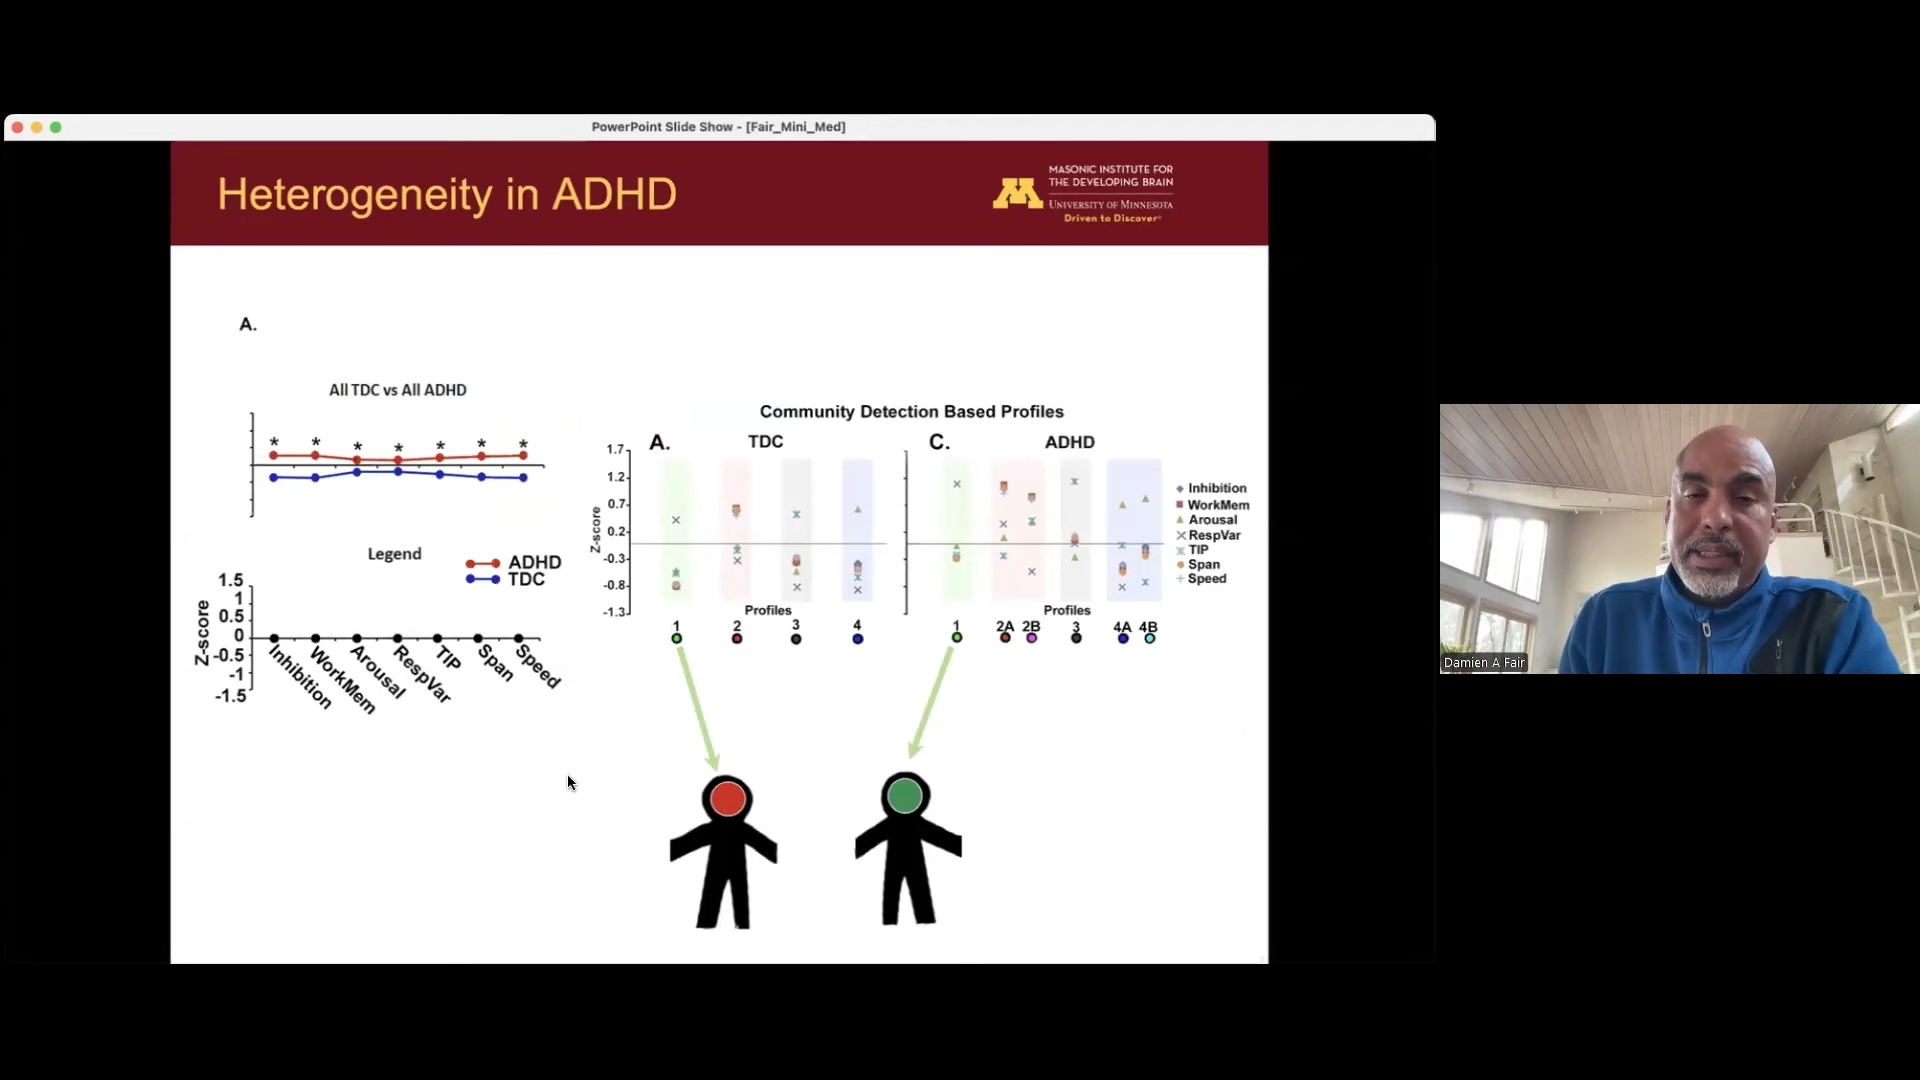 PowerPoint Slide Show - [Fair_Mini_Med]
Heterogeneity in ADHD
MASONIC INSTITUTE FOR
THE DEVELOPING BRAIN
UNIVERSITY OF MINNESOTA
Driven to Discover®
A.
All TDC vs All ADHD
* * * * * * *
Legend
ADHD
TDC
Z-score
1.5
1
0.5
0
-0.5
-1
-1.5
Inhibition
WorkMem
Arousal
RespVar
TIP
Span
Speed
Community Detection Based Profiles
A.
TDC
C.
ADHD
Z-score
1.7
1.2
0.7
0.2
-0.3
-0.8
-1.3
Profiles
1 2 3 4
Profiles
1 2A 2B 3 4A 4B
Inhibition
WorkMem
Arousal
RespVar
TIP
Span
Speed
Damien A Fair